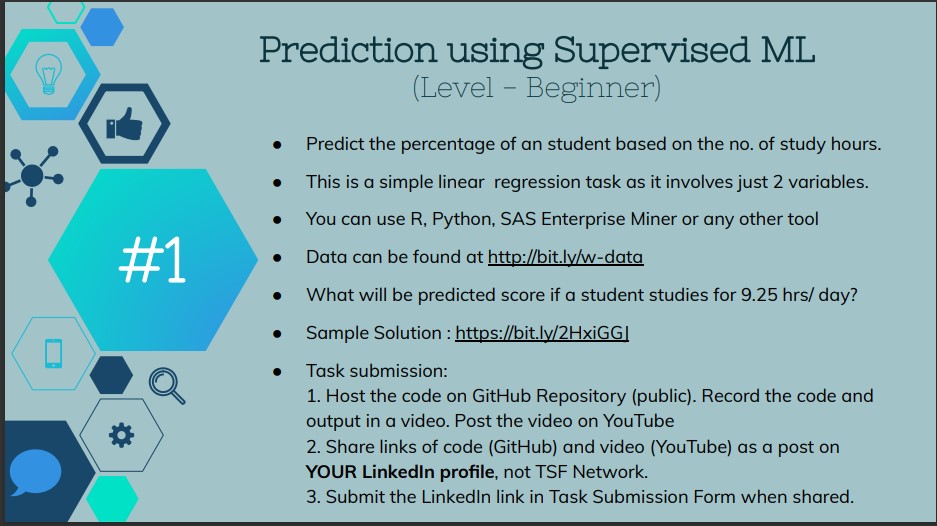 Prediction using Supervised ML
(Level - Beginner)
#1
● Predict the percentage of an student based on the no. of study hours.
● This is a simple linear regression task as it involves just 2 variables.
● You can use R, Python, SAS Enterprise Miner or any other tool
● Data can be found at http://bit.ly/w-data
● What will be predicted score if a student studies for 9.25 hrs/ day?
● Sample Solution : https://bit.ly/2HxiGGJ
● Task submission:
1. Host the code on GitHub Repository (public). Record the code and
output in a video. Post the video on YouTube
2. Share links of code (GitHub) and video (YouTube) as a post on
YOUR LinkedIn profile, not TSF Network.
3. Submit the LinkedIn link in Task Submission Form when shared.